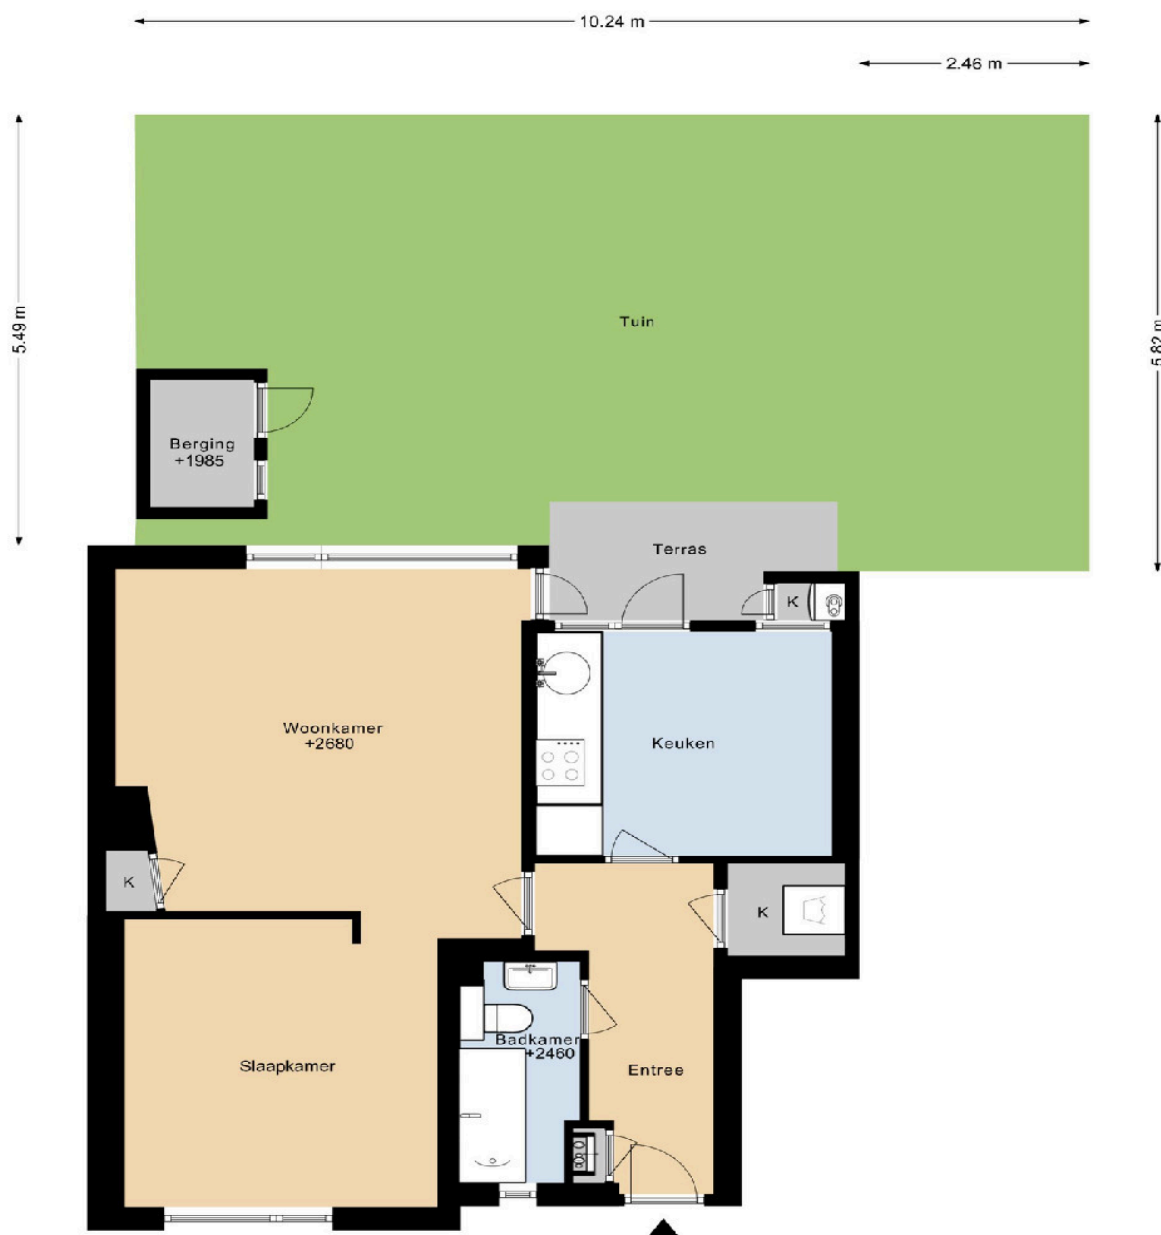 10.24 m
2.46 m
5.49 m
5.82 m
Tuin
Berging
+1985
Terras
K
Woonkamer
+2680
Keuken
K
K
Badkamer
+2460
Slaapkamer
Entree